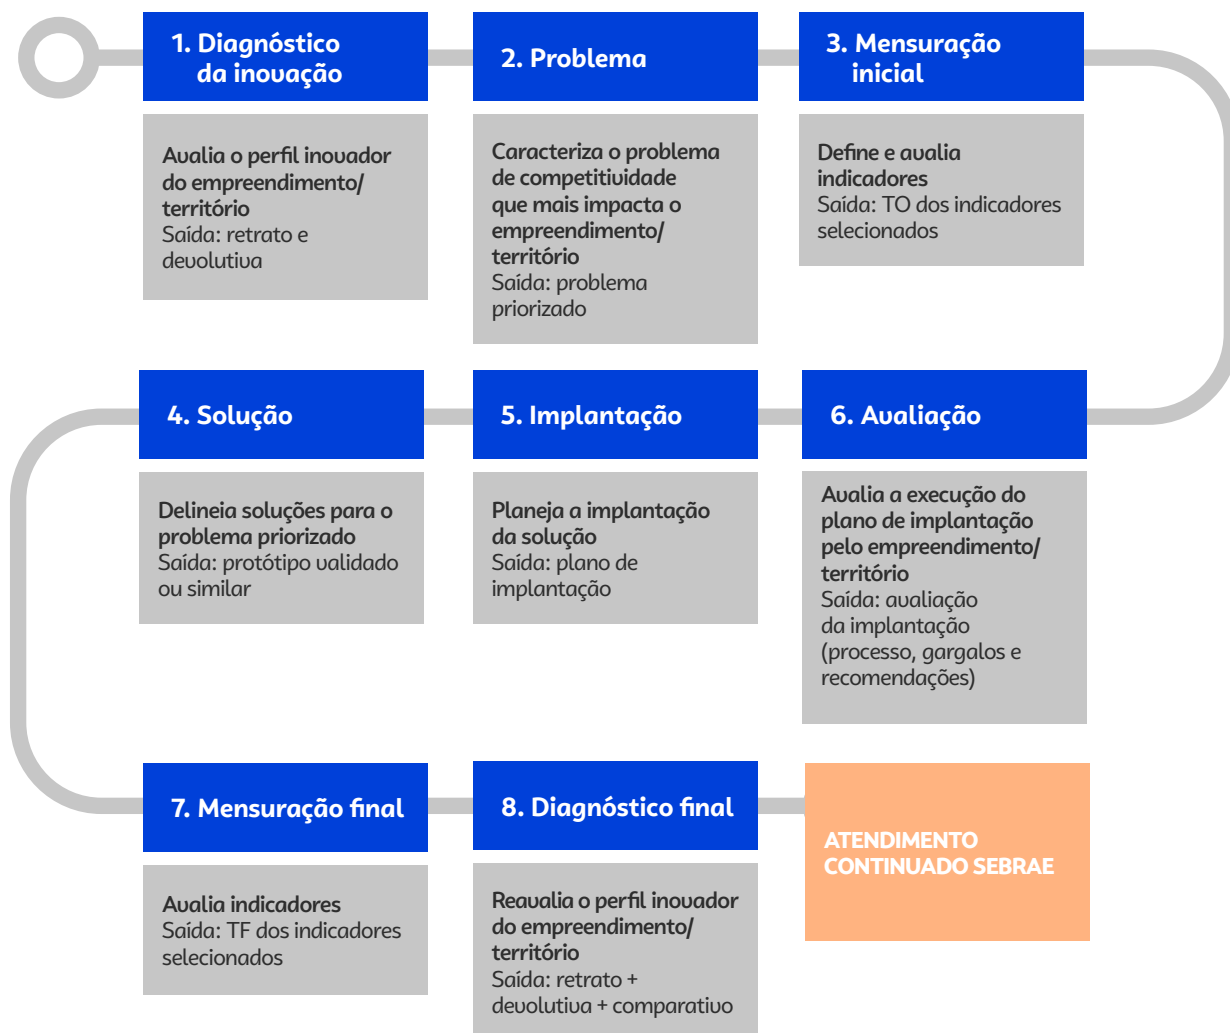 1. Diagnóstico
da inovação
Avalia o perfil inovador
do empreendimento/
território
Saída: retrato e
devolutiva
2. Problema
Caracteriza o problema
de competitividade
que mais impacta o
empreendimento/
território
Saída: problema
priorizado
3. Mensuração
inicial
Define e avalia
indicadores
Saída: TO dos indicadores
selecionados
4. Solução
Delineia soluções para o
problema priorizado
Saída: protótipo validado
ou similar
5. Implantação
Planeja a implantação
da solução
Saída: plano de
implantação
6. Avaliação
Avalia a execução do
plano de implantação
pelo empreendimento/
território
Saída: avaliação
da implantação
(processo, gargalos e
recomendações)
7. Mensuração final
Avalia indicadores
Saída: TF dos indicadores
selecionados
8. Diagnóstico final
Reavalia o perfil inovador
do empreendimento/
território
Saída: retrato +
devolutiva + comparativo
ATENDIMENTO
CONTINUADO SEBRAE